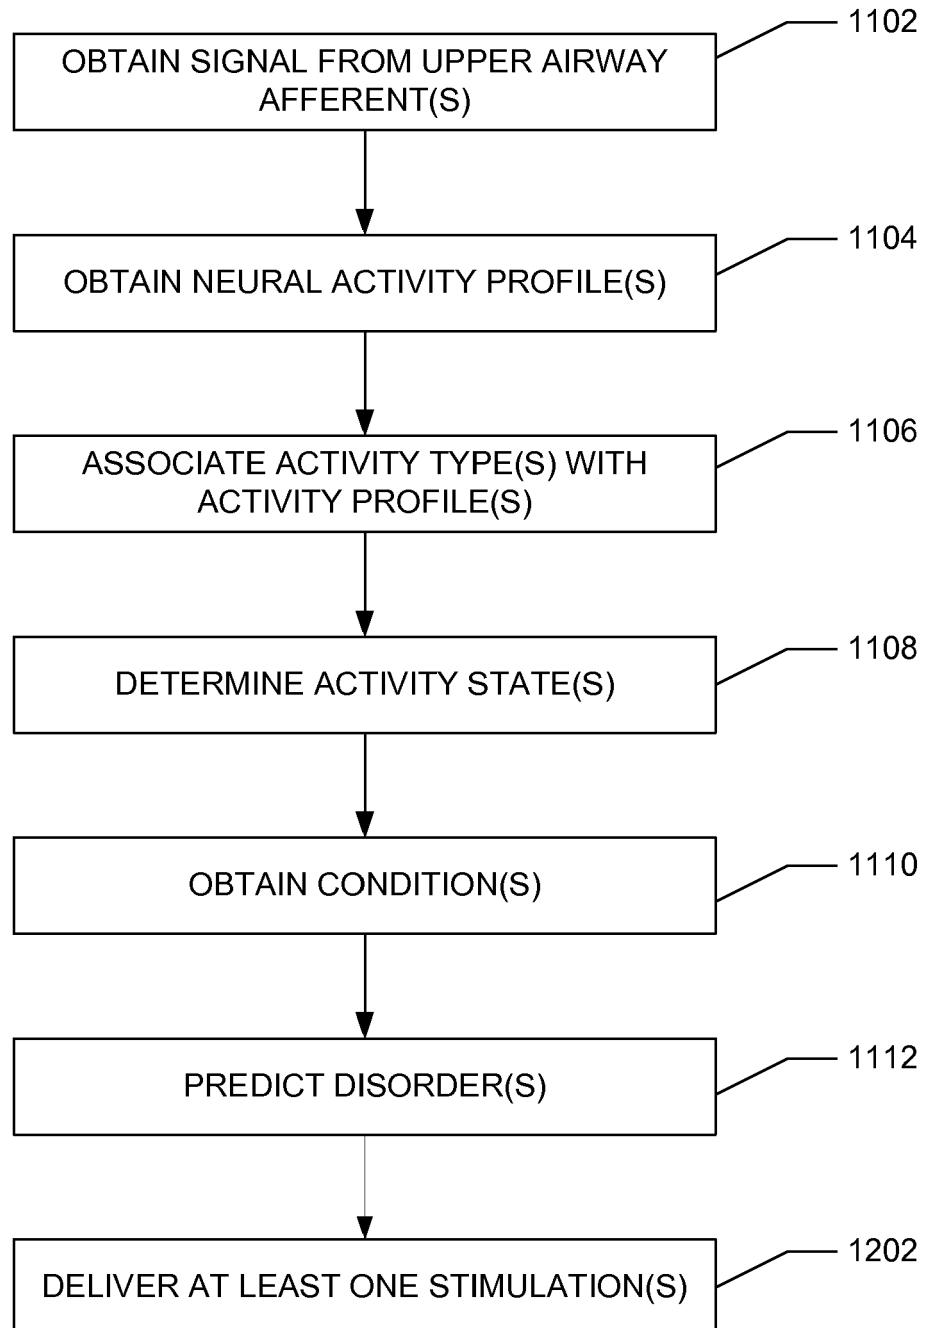 1102
OBTAIN SIGNAL FROM UPPER AIRWAY
AFFERENT(S)
1104
OBTAIN NEURAL ACTIVITY PROFILE(S)
1106
ASSOCIATE ACTIVITY TYPE(S) WITH
ACTIVITY PROFILE(S)
1108
DETERMINE ACTIVITY STATE(S)
1110
OBTAIN CONDITION(S)
1112
PREDICT DISORDER(S)
1202
DELIVER AT LEAST ONE STIMULATION(S)